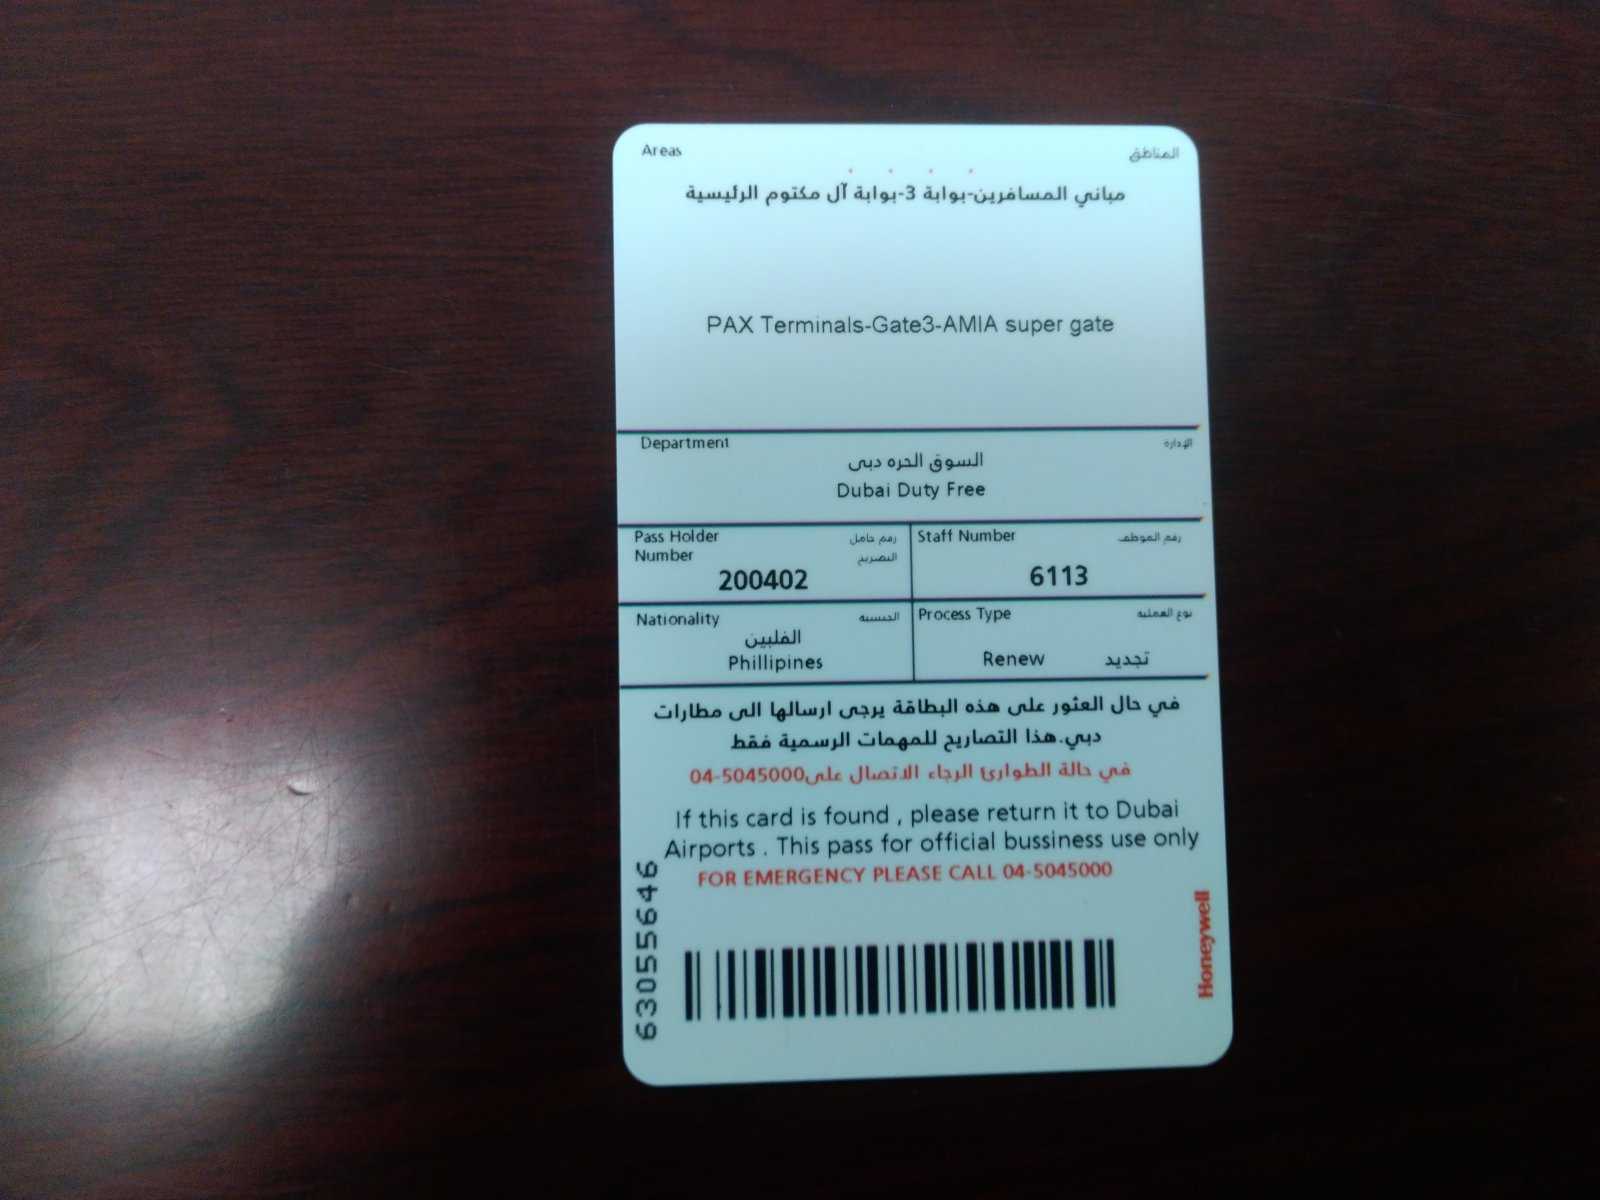 Areas المناطق
مباني المسافرين-بوابة 3-بوابة آل مكتوم الرئيسية
PAX Terminals-Gate3-AMIA super gate
Department الإدارة
السوق الحره دبى
Dubai Duty Free
Pass Holder رقم حامل
Number التصريح
200402
Staff Number رقم الموظف
6113
Nationality الجنسية
الفلبين
Phillipines
Process Type نوع العملية
Renew تجديد
في حال العثور على هذه البطاقة يرجى ارسالها الى مطارات
دبي.هذا التصاريح للمهمات الرسمية فقط
في حالة الطوارئ الرجاء الاتصال على04-5045000
If this card is found , please return it to Dubai
Airports . This pass for official bussiness use only
FOR EMERGENCY PLEASE CALL 04-5045000
63055646
Honeywell